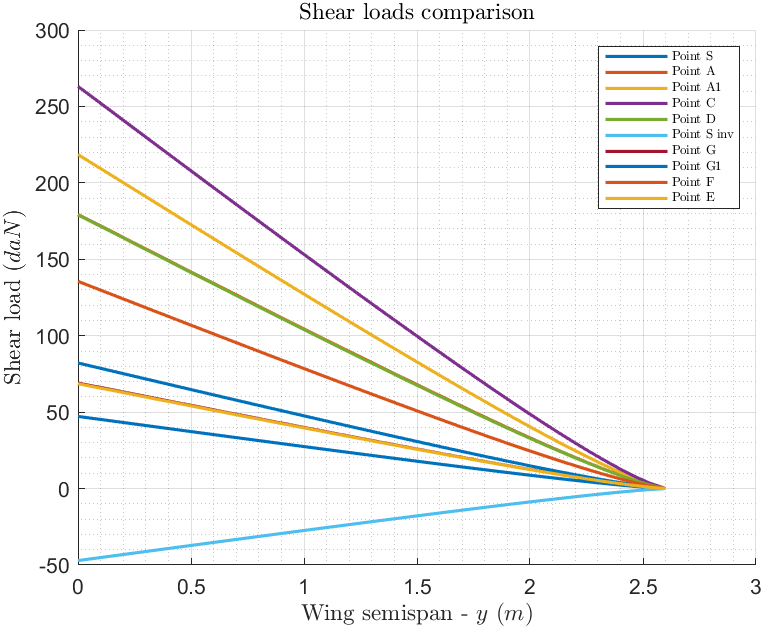 Shear loads comparison
300
250
200
150
100
50
0
-50
Shear load (daN)
0 0.5 1 1.5 2 2.5 3
Wing semispan - y (m)
Point S
Point A
Point A1
Point C
Point D
Point S inv
Point G
Point G1
Point F
Point E